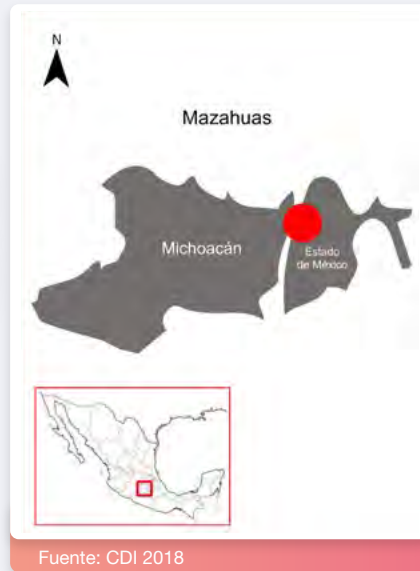 N
Mazahuas
Michoacán
Estado
de México
Fuente: CDI 2018